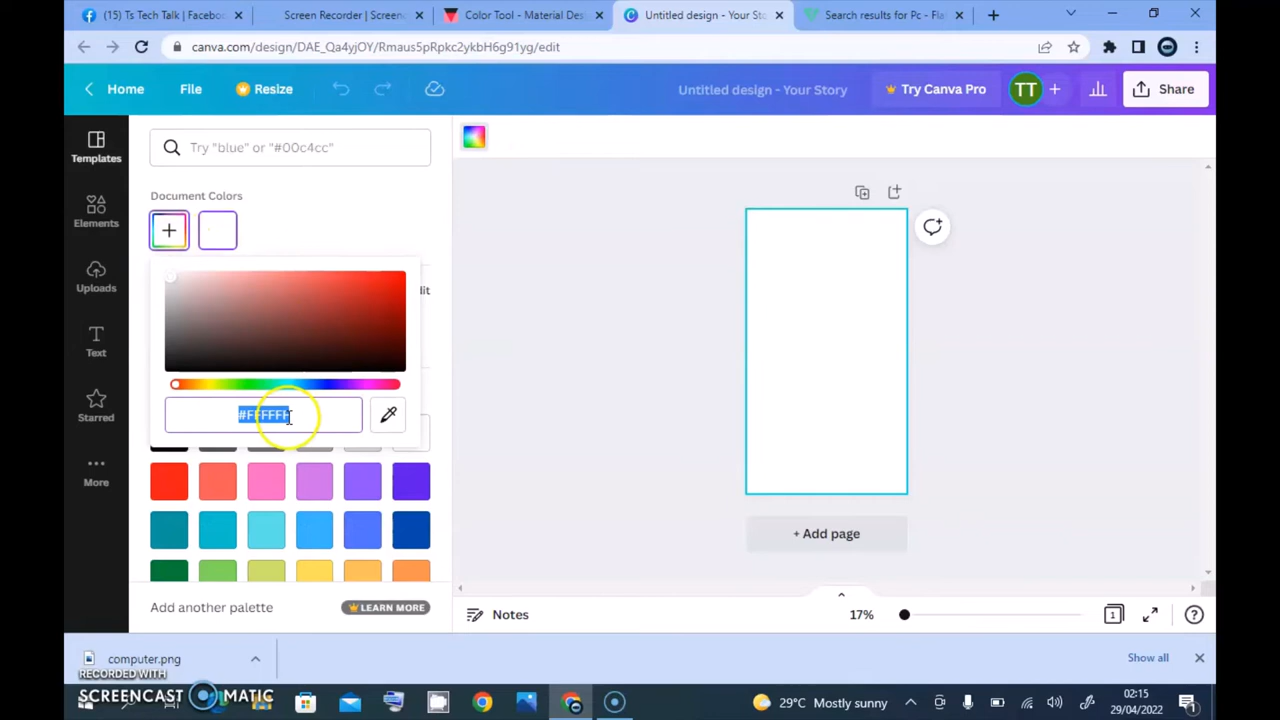 (15) Ts Tech Talk | Facebo
Screen Recorder | Screenc
Color Tool - Material Des
Untitled design - Your Sto
Search results for Pc - Fla
canva.com/design/DAE_Qa4yjOY/Rmaus5pRpkc2ykbH6g91yg/edit
Home
File
Resize
Untitled design - Your Story
Try Canva Pro
TT
Share
Templates
Elements
Uploads
Text
Starred
More
Try "blue" or "#00c4cc"
Document Colors
dit
#FFFFFF
Add another palette
LEARN MORE
+ Add page
Notes
17%
1
computer.png
Show all
RECORDED WITH
SCREENCAST MATIC
29°C Mostly sunny
02:15
29/04/2022
1